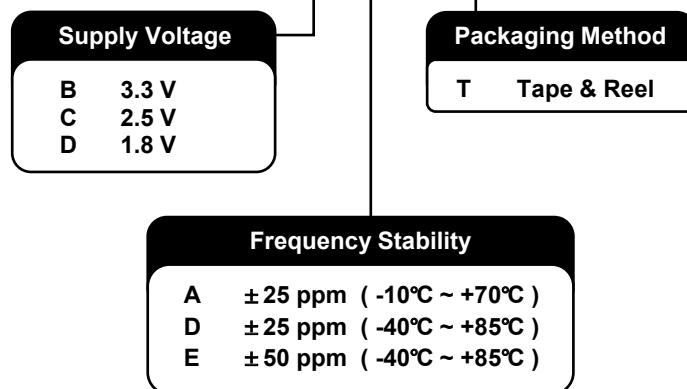 Supply Voltage
B 3.3 V
C 2.5 V
D 1.8 V
Packaging Method
T Tape & Reel
Frequency Stability
A ±25 ppm ( -10℃ ~ +70℃ )
D ±25 ppm ( -40℃ ~ +85℃ )
E ±50 ppm ( -40℃ ~ +85℃ )